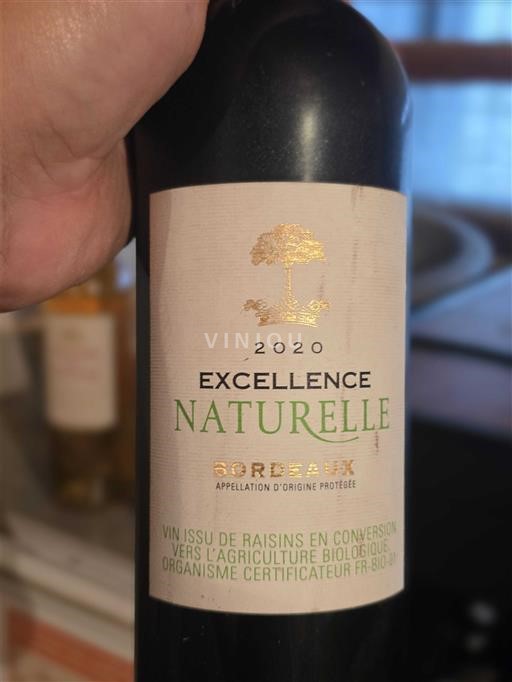 VINIOU
2020
EXCELLENCE
NATURELLE
BORDEAUX
APPELLATION D'ORIGINE PROTÉGÉE
VIN ISSU DE RAISINS EN CONVERSION
VERS L'AGRICULTURE BIOLOGIQUE,
ORGANISME CERTIFICATEUR FR-BIO-01